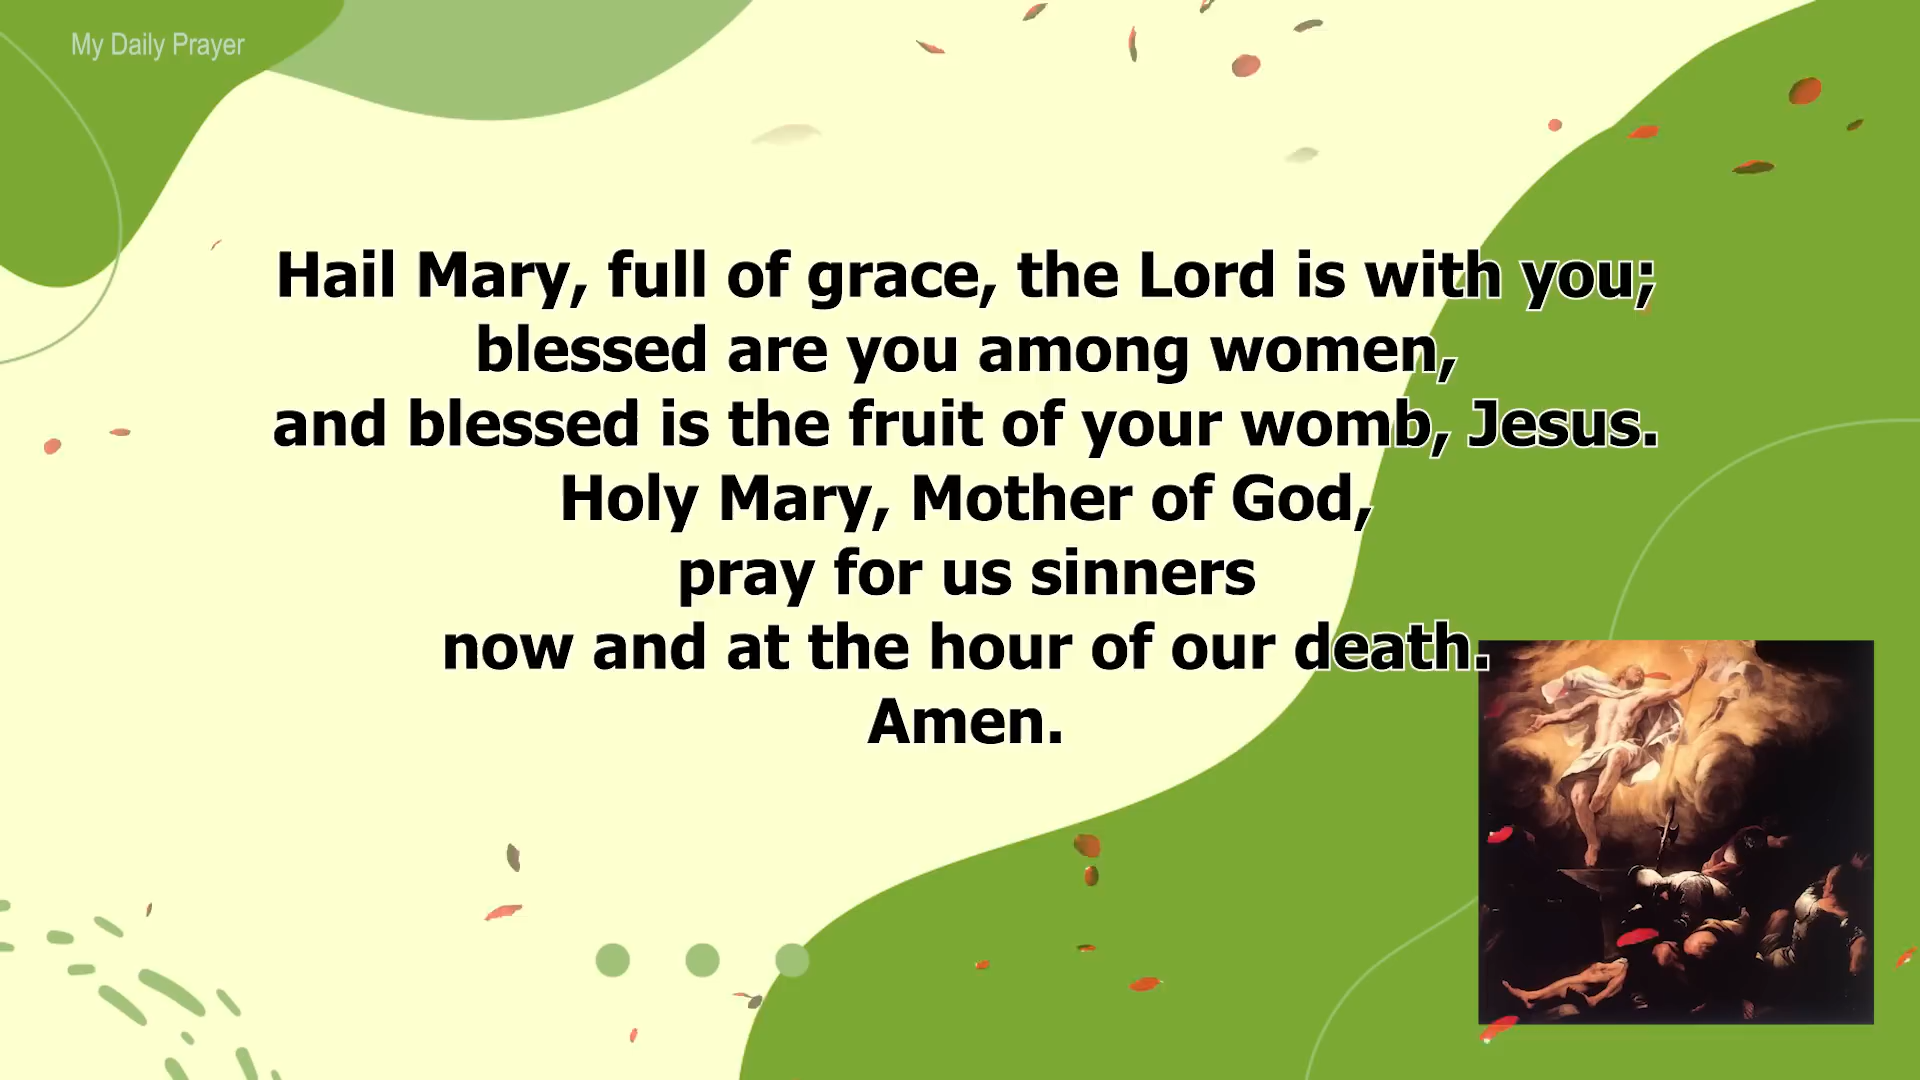 My Daily Prayer
Hail Mary, full of grace, the Lord is with you;
blessed are you among women,
and blessed is the fruit of your womb, Jesus.
Holy Mary, Mother of God,
pray for us sinners
now and at the hour of our death.
Amen.